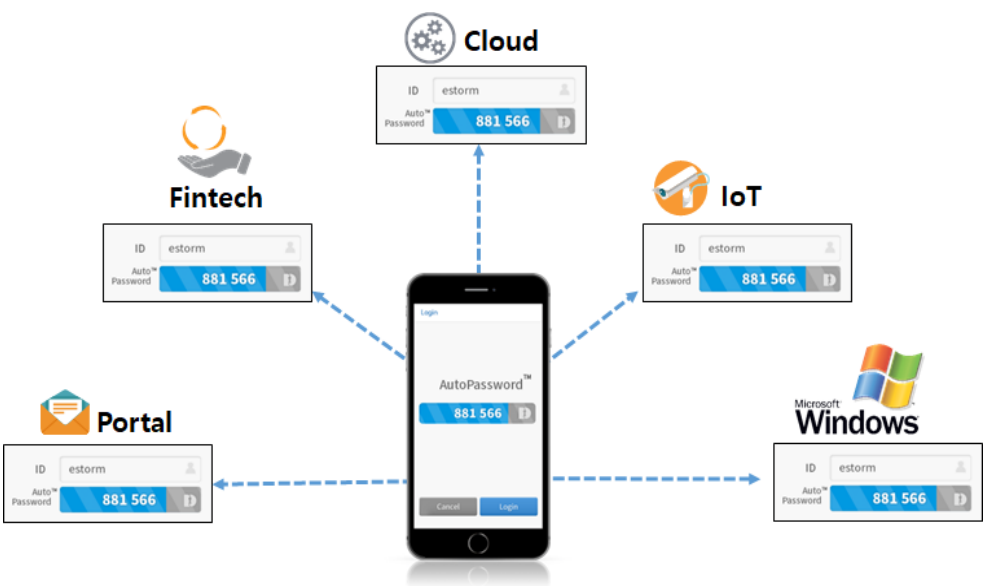 Cloud
ID estorm
Auto™
Password 881 566 D
Fintech
ID estorm
Auto™
Password 881 566 D
IoT
ID estorm
Auto™
Password 881 566 D
Login
AutoPassword™
881 566 D
Cancel Login
Portal
ID estorm
Auto™
Password 881 566 D
Microsoft
Windows
ID estorm
Auto™
Password 881 566 D